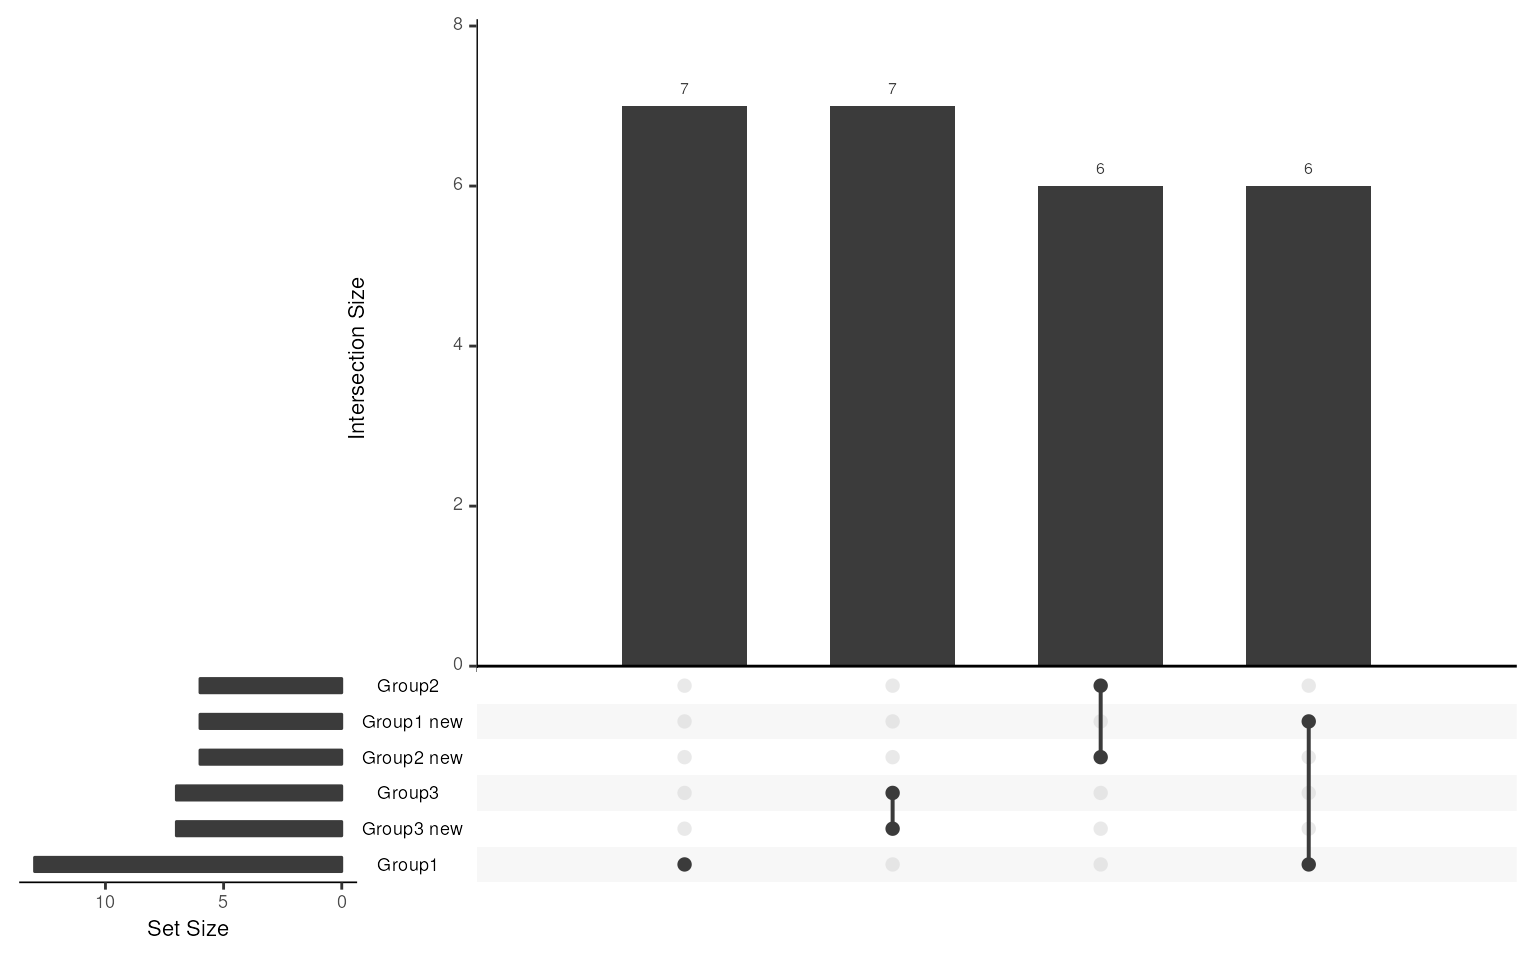 8
7
7
6
6
6
Intersection Size
4
2
0
Group2
Group1 new
Group2 new
Group3
Group3 new
Group1
10 5 0
Set Size